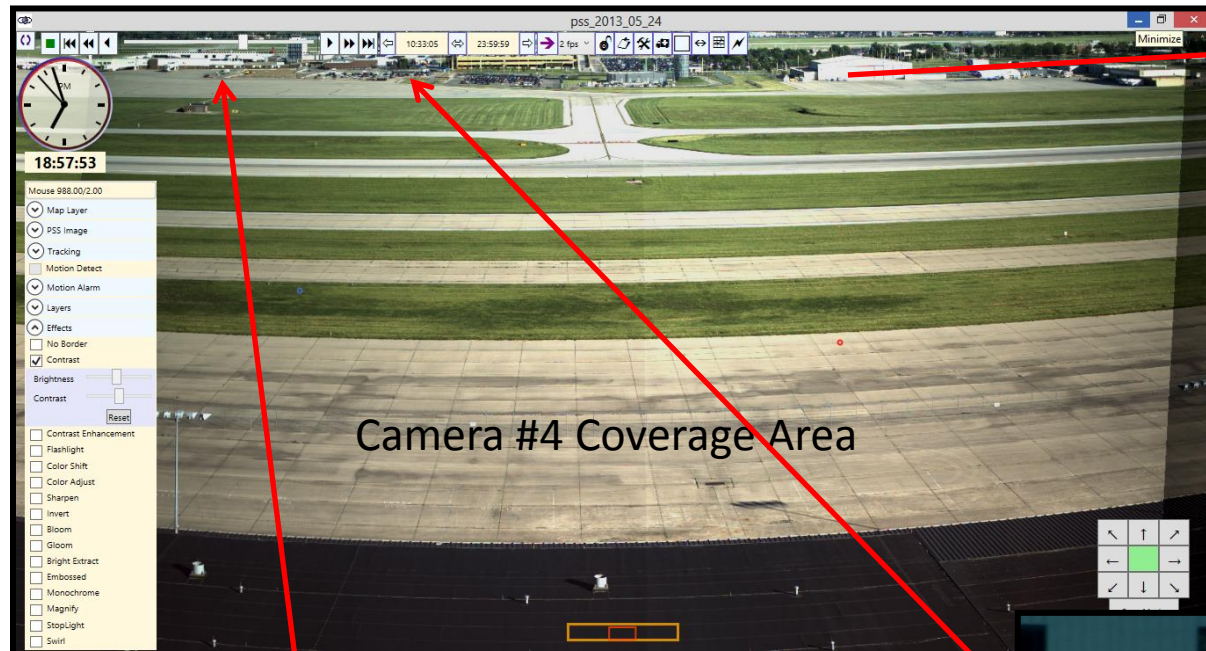 pss_2013_05_24
10:33:05
23:59:59
2 fps
Minimize
PM
18:57:53
Mouse 988.00/2.00
Map Layer
PSS Image
Tracking
Motion Detect
Motion Alarm
Layers
Effects
No Border
Contrast
Brightness
Contrast
Reset
Contrast Enhancement
Flashlight
Color Shift
Color Adjust
Sharpen
Invert
Bloom
Gloom
Bright Extract
Embossed
Monochrome
Magnify
StopLight
Swirl
Camera #4 Coverage Area